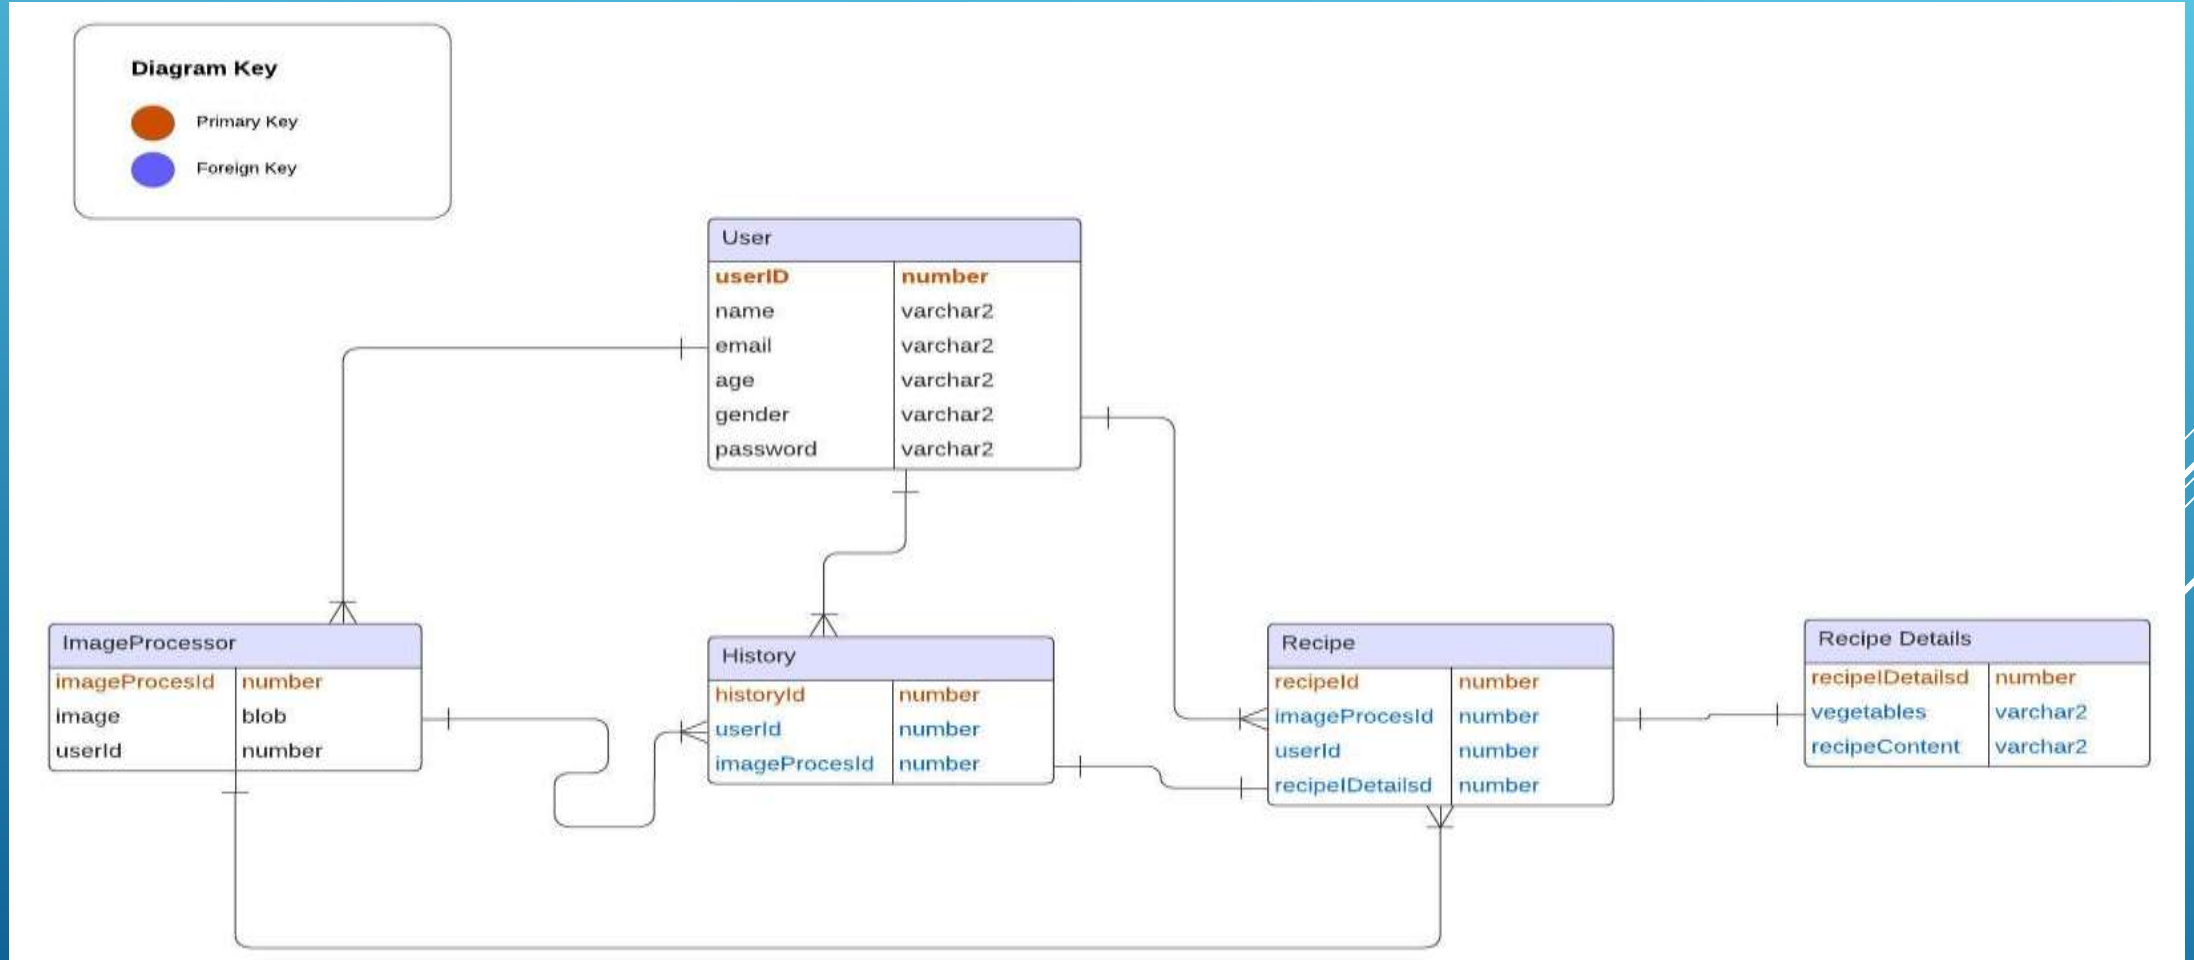 Diagram Key
Primary Key
Foreign Key
User
userID number
name varchar2
email varchar2
age varchar2
gender varchar2
password varchar2
ImageProcessor
imageProcesId number
image blob
userId number
History
historyId number
userId number
imageProcesId number
Recipe
recipeId number
imageProcesId number
userId number
recipeIDetailsd number
Recipe Details
recipeIDetailsd number
vegetables varchar2
recipeContent varchar2